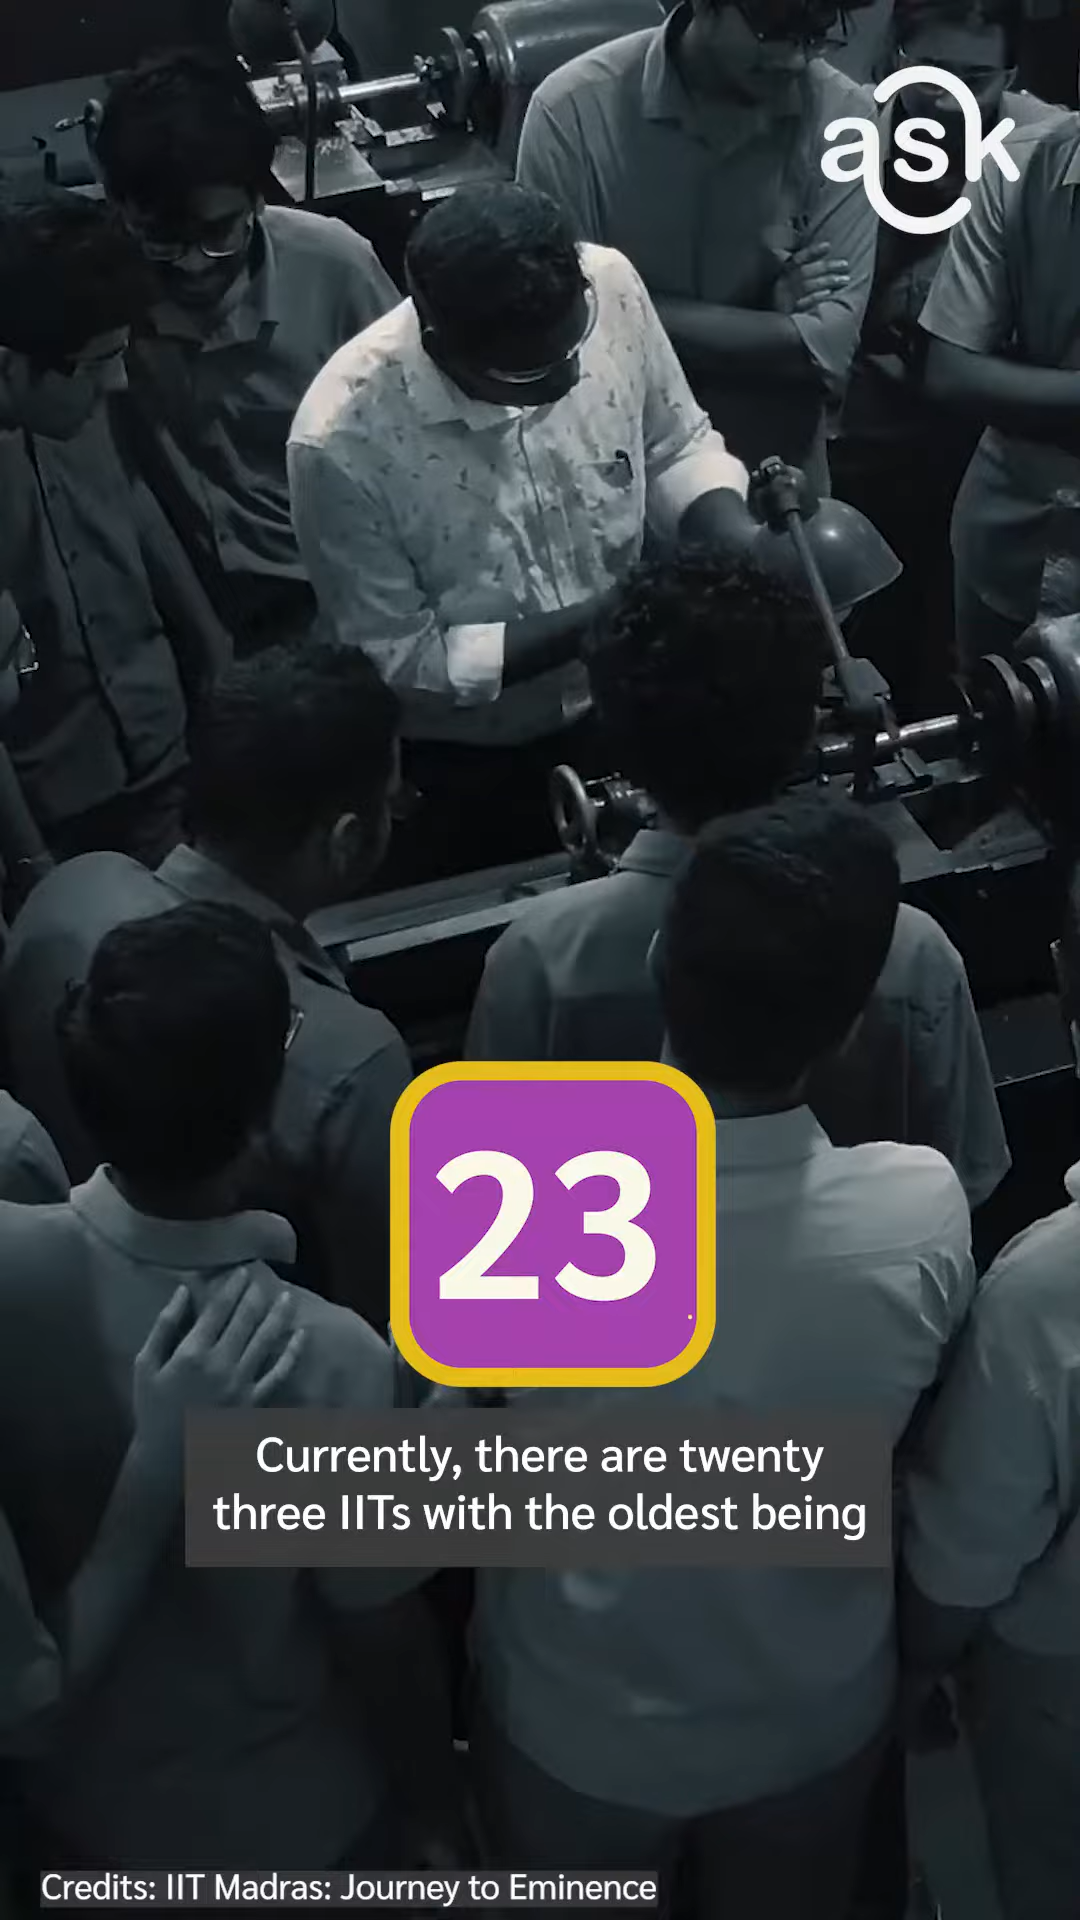 ask
23
Currently, there are twenty
three IITs with the oldest being
Credits: IIT Madras: Journey to Eminence